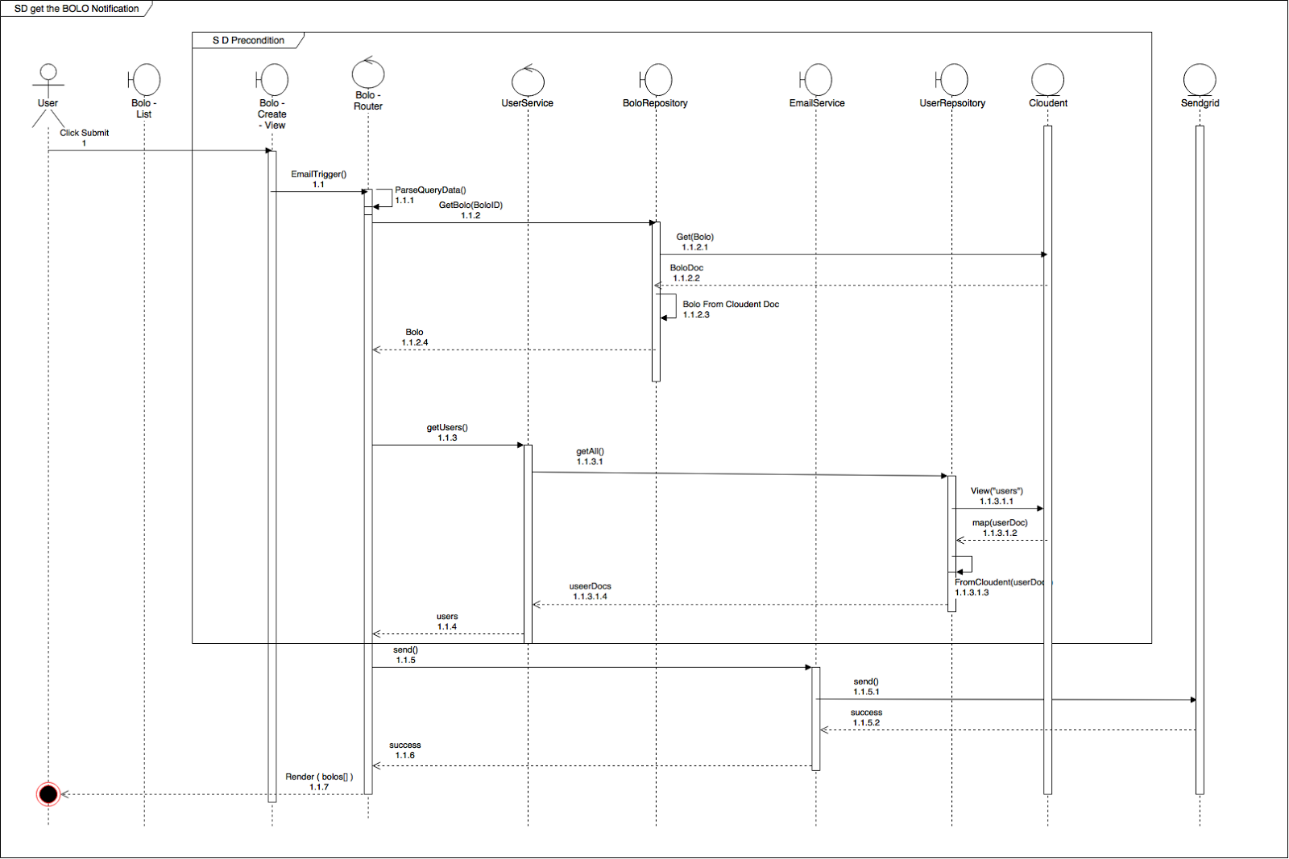 SD get the BOLO Notification
S D Precondition
User
Bolo -
List
Bolo -
Create
- View
Bolo -
Router
UserService
BoloRepository
EmailService
UserRepsoitory
Cloudent
Sendgrid
Click Submit
1
EmailTrigger()
1.1
ParseQueryData()
1.1.1
GetBolo(BoloID)
1.1.2
Get(Bolo)
1.1.2.1
BoloDoc
1.1.2.2
Bolo From Cloudent Doc
1.1.2.3
Bolo
1.1.2.4
getUsers()
1.1.3
getAll()
1.1.3.1
View("users")
1.1.3.1.1
map(userDoc)
1.1.3.1.2
FromCloudent(userDoc)
1.1.3.1.3
useerDocs
1.1.3.1.4
users
1.1.4
send()
1.1.5
send()
1.1.5.1
success
1.1.5.2
success
1.1.6
Render ( bolos[] )
1.1.7